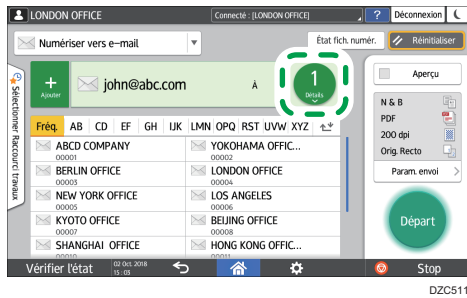 LONDON OFFICE
Connecté : [LONDON OFFICE]
?
Déconnexion
Numériser vers e-mail
État fich. numér.
Réinitialiser
Sélectionner Raccourci travaux
+
Ajouter
john@abc.com
À
1
Détails
Aperçu
N & B
PDF
200 dpi
Orig. Recto
Param. envoi
Départ
Fréq. AB CD EF GH IJK LMN OPQ RST UVW XYZ
ABCD COMPANY
00001
YOKOHAMA OFFIC...
00002
BERLIN OFFICE
00003
LONDON OFFICE
00004
NEW YORK OFFICE
00005
LOS ANGELES
00006
KYOTO OFFICE
00007
BEIJING OFFICE
00008
SHANGHAI OFFICE
00010
HONG KONG OFFIC...
00011
Vérifier l'état
02 Oct. 2018
15 : 03
Stop
DZC511